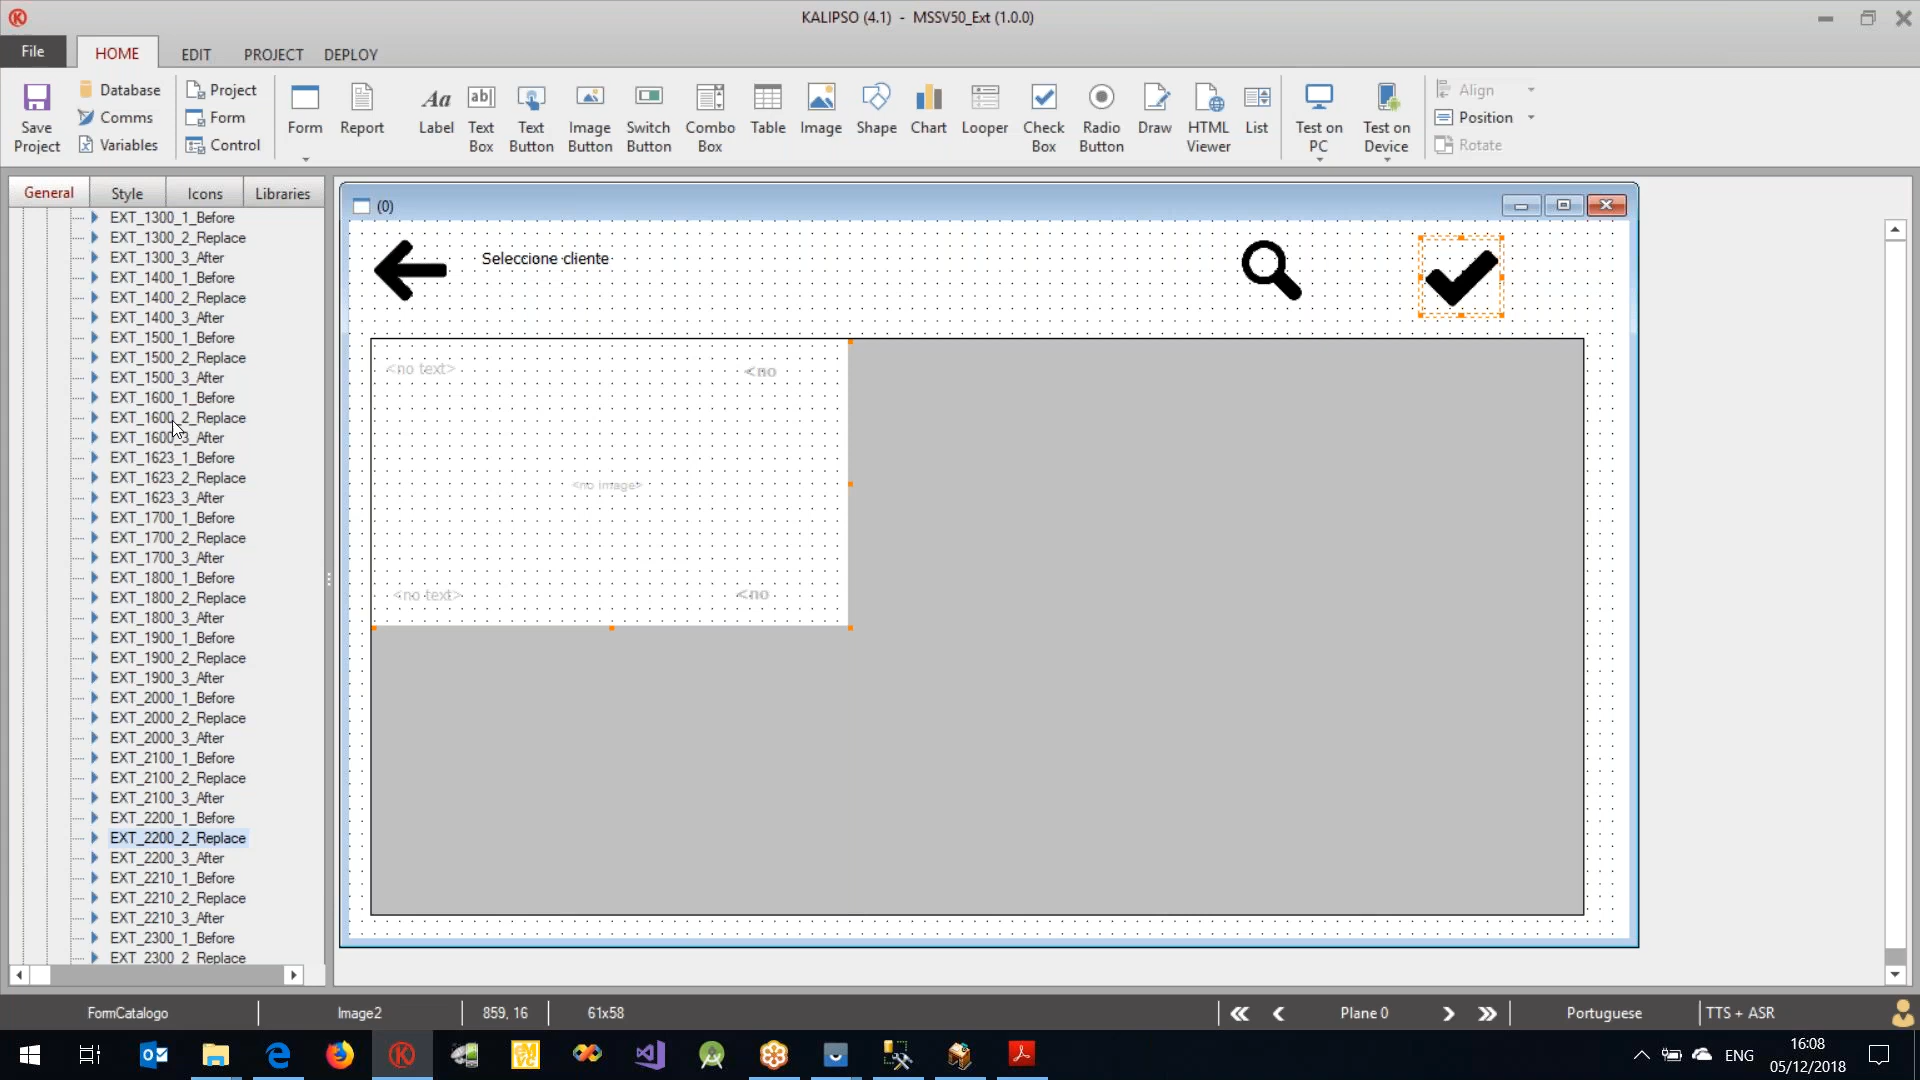 KALIPSO (4.1) - MSSV50_Ext (1.0.0)
File
HOME
EDIT
PROJECT
DEPLOY
Save Project
Database
Comms
Variables
Project
Form
Control
Form
Report
Aa
Label
ab|
Text Box
Text Button
Image Button
Switch Button
Combo Box
Table
Image
Shape
Chart
Looper
Check Box
Radio Button
Draw
HTML Viewer
List
Test on PC
Test on Device
Align
Position
Rotate
General
Style
Icons
Libraries
EXT_1300_1_Before
EXT_1300_2_Replace
EXT_1300_3_After
EXT_1400_1_Before
EXT_1400_2_Replace
EXT_1400_3_After
EXT_1500_1_Before
EXT_1500_2_Replace
EXT_1500_3_After
EXT_1600_1_Before
EXT_1600_2_Replace
EXT_1600_3_After
EXT_1623_1_Before
EXT_1623_2_Replace
EXT_1623_3_After
EXT_1700_1_Before
EXT_1700_2_Replace
EXT_1700_3_After
EXT_1800_1_Before
EXT_1800_2_Replace
EXT_1800_3_After
EXT_1900_1_Before
EXT_1900_2_Replace
EXT_1900_3_After
EXT_2000_1_Before
EXT_2000_2_Replace
EXT_2000_3_After
EXT_2100_1_Before
EXT_2100_2_Replace
EXT_2100_3_After
EXT_2200_1_Before
EXT_2200_2_Replace
EXT_2200_3_After
EXT_2210_1_Before
EXT_2210_2_Replace
EXT_2210_3_After
EXT_2300_1_Before
EXT_2300_2_Replace
(0)
Seleccione cliente
<no text>
<no
<no image>
<no text>
<no
FormCatalogo
Image2
859, 16
61x58
Plane 0
Portuguese
TTS + ASR
ENG
16:08
05/12/2018